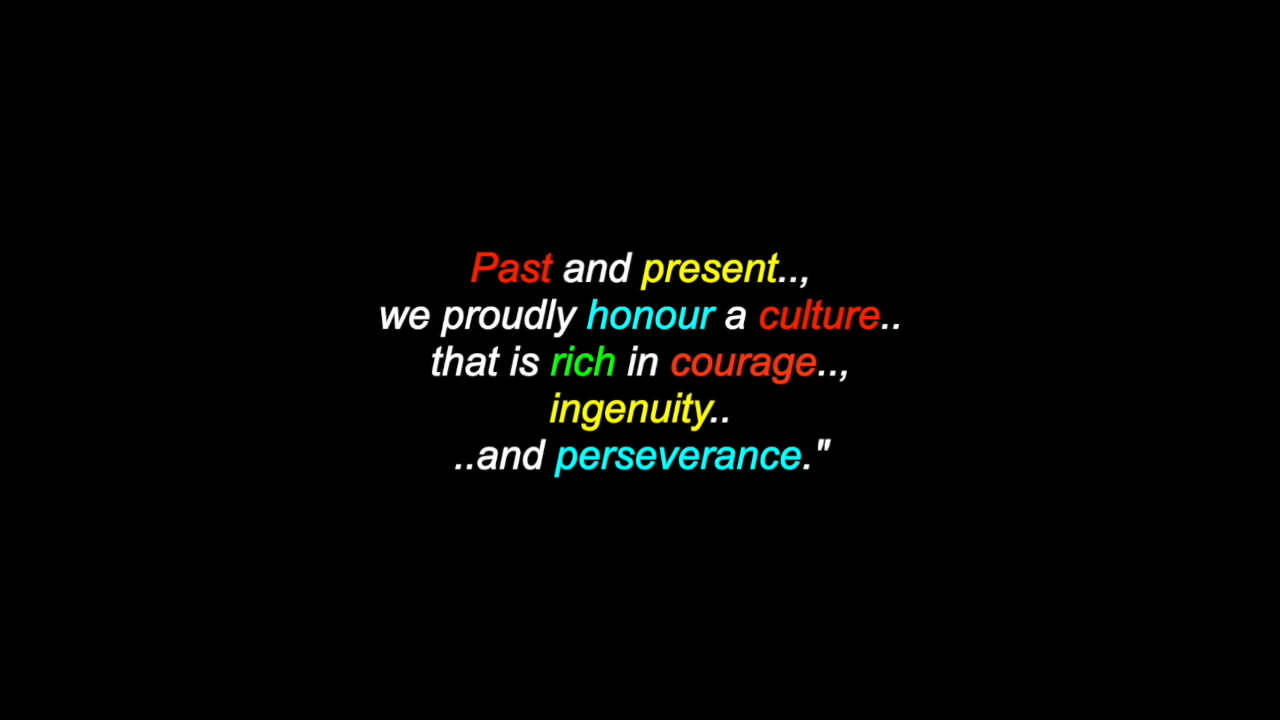 Past and present..,
we proudly honour a culture..
that is rich in courage..,
ingenuity..
..and perseverance."